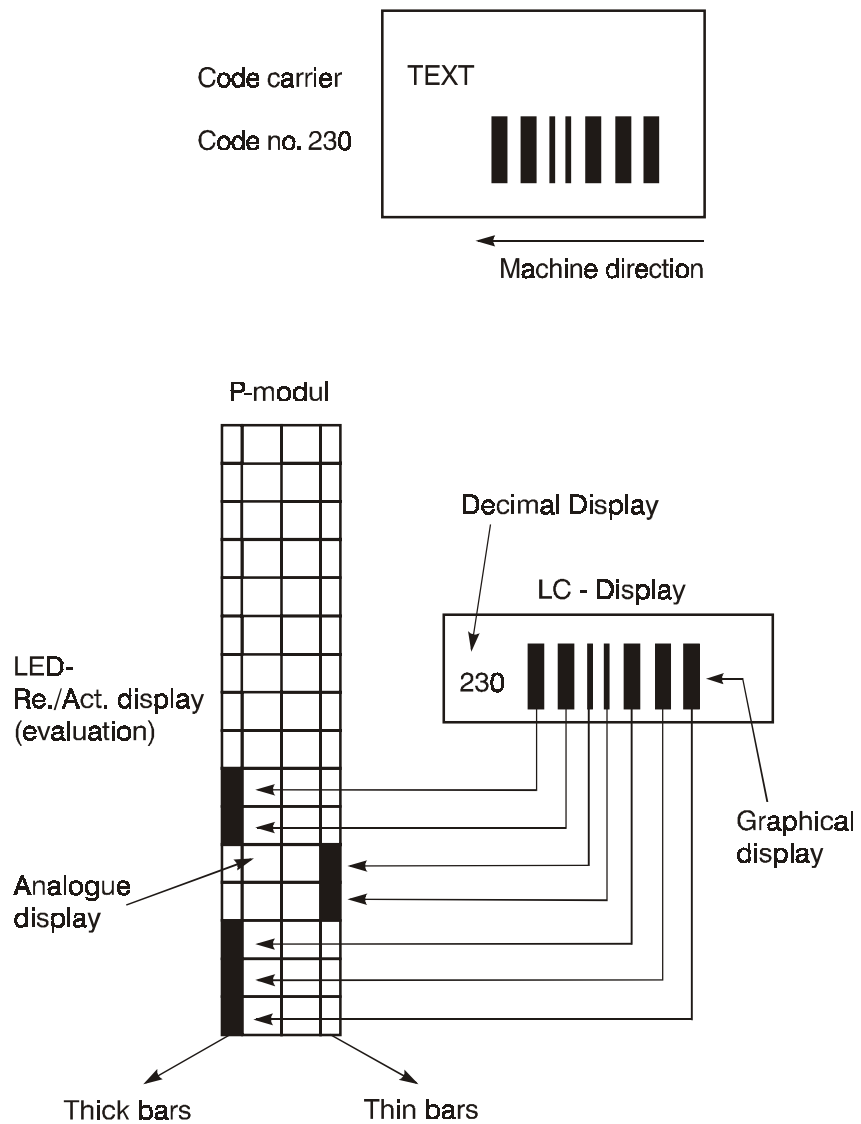 Code carrier
TEXT
Code no. 230
Machine direction
P-modul
Decimal Display
LC - Display
230
LED-
Re./Act. display
(evaluation)
Graphical
display
Analogue
display
Thick bars
Thin bars